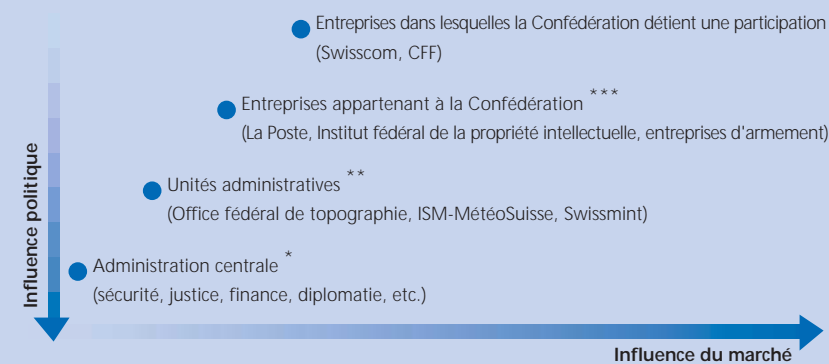 Entreprises dans lesquelles la Confédération détient une participation
(Swisscom, CFF)
Entreprises appartenant à la Confédération ***
(La Poste, Institut fédéral de la propriété intellectuelle, entreprises d'armement)
Unités administratives **
(Office fédéral de topographie, ISM-MétéoSuisse, Swissmint)
Administration centrale *
(sécurité, justice, finance, diplomatie, etc.)
Influence politique
Influence du marché